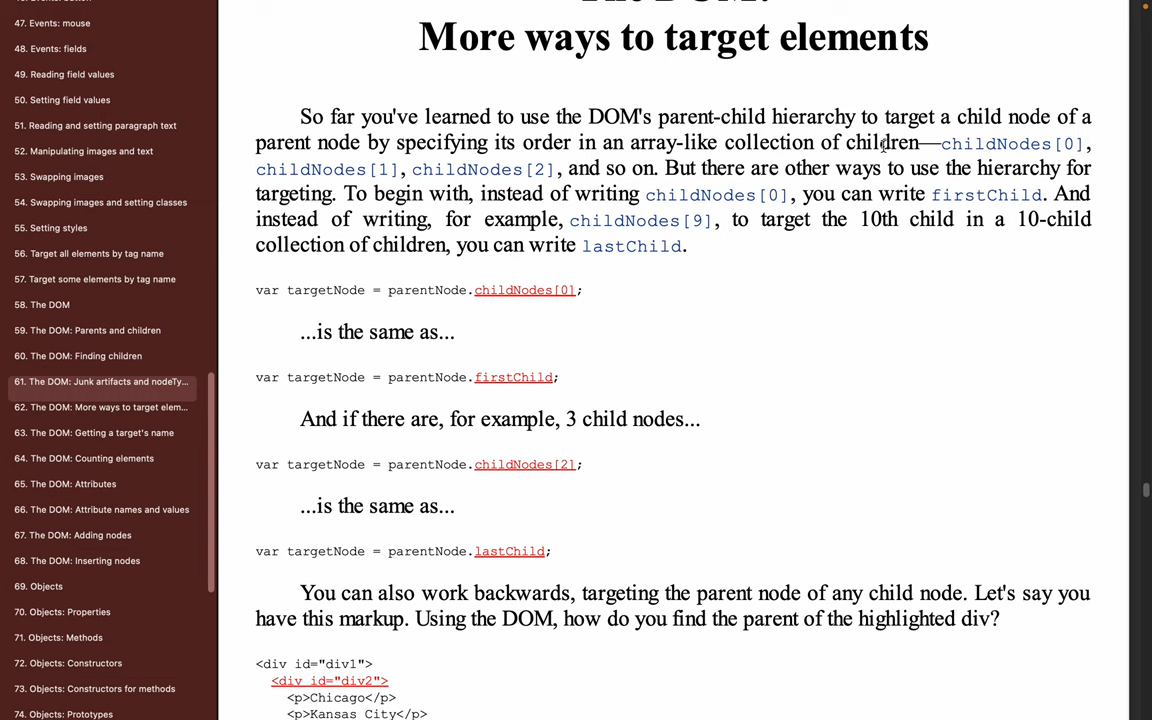 47. Events: mouse
48. Events: fields
49. Reading field values
50. Setting field values
51. Reading and setting paragraph text
52. Manipulating images and text
53. Swapping images
54. Swapping images and setting classes
55. Setting styles
56. Target all elements by tag name
57. Target some elements by tag name
58. The DOM
59. The DOM: Parents and children
60. The DOM: Finding children
61. The DOM: Junk artifacts and nodeTy...
62. The DOM: More ways to target elem...
63. The DOM: Getting a target's name
64. The DOM: Counting elements
65. The DOM: Attributes
66. The DOM: Attribute names and values
67. The DOM: Adding nodes
68. The DOM: Inserting nodes
69. Objects
70. Objects: Properties
71. Objects: Methods
72. Objects: Constructors
73. Objects: Constructors for methods
74. Objects: Prototypes
More ways to target elements
So far you've learned to use the DOM's parent-child hierarchy to target a child node of a
parent node by specifying its order in an array-like collection of children—childNodes[0],
childNodes[1], childNodes[2], and so on. But there are other ways to use the hierarchy for
targeting. To begin with, instead of writing childNodes[0], you can write firstChild. And
instead of writing, for example, childNodes[9], to target the 10th child in a 10-child
collection of children, you can write lastChild.
var targetNode = parentNode.childNodes[0];
...is the same as...
var targetNode = parentNode.firstChild;
And if there are, for example, 3 child nodes...
var targetNode = parentNode.childNodes[2];
...is the same as...
var targetNode = parentNode.lastChild;
You can also work backwards, targeting the parent node of any child node. Let's say you
have this markup. Using the DOM, how do you find the parent of the highlighted div?
<div id="div1">
<div id="div2">
<p>Chicago</p>
<p>Kansas City</p>